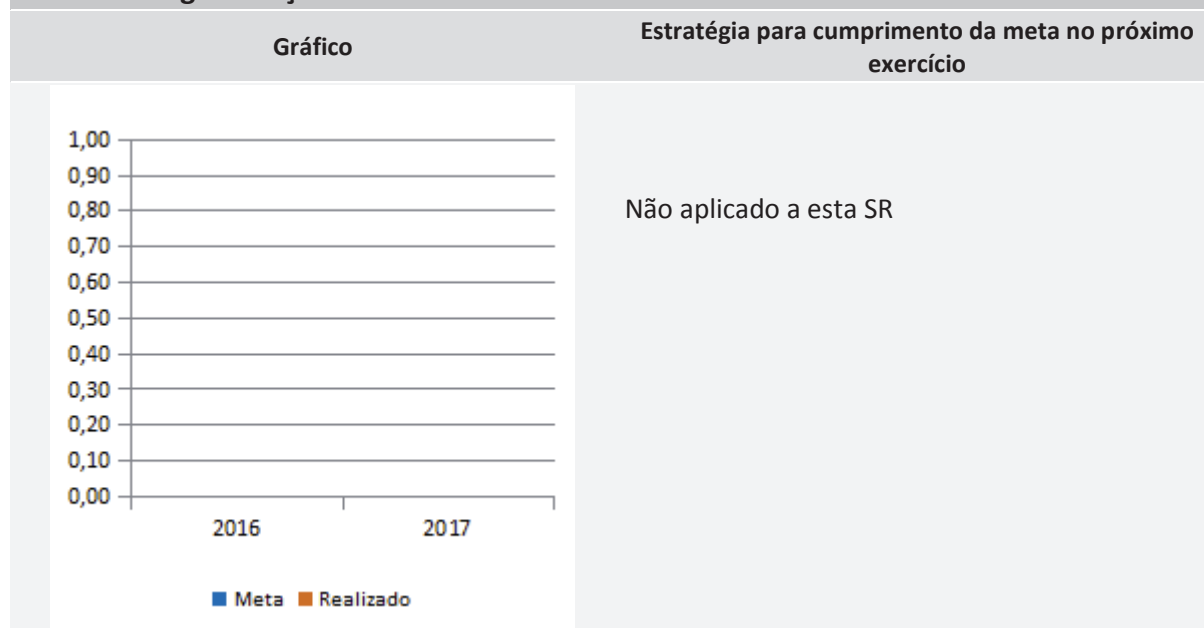 Gráfico
Estratégia para cumprimento da meta no próximo
exercício
1,00
0,90
0,80
0,70
0,60
0,50
0,40
0,30
0,20
0,10
0,00
2016 2017
Meta Realizado
Não aplicado a esta SR